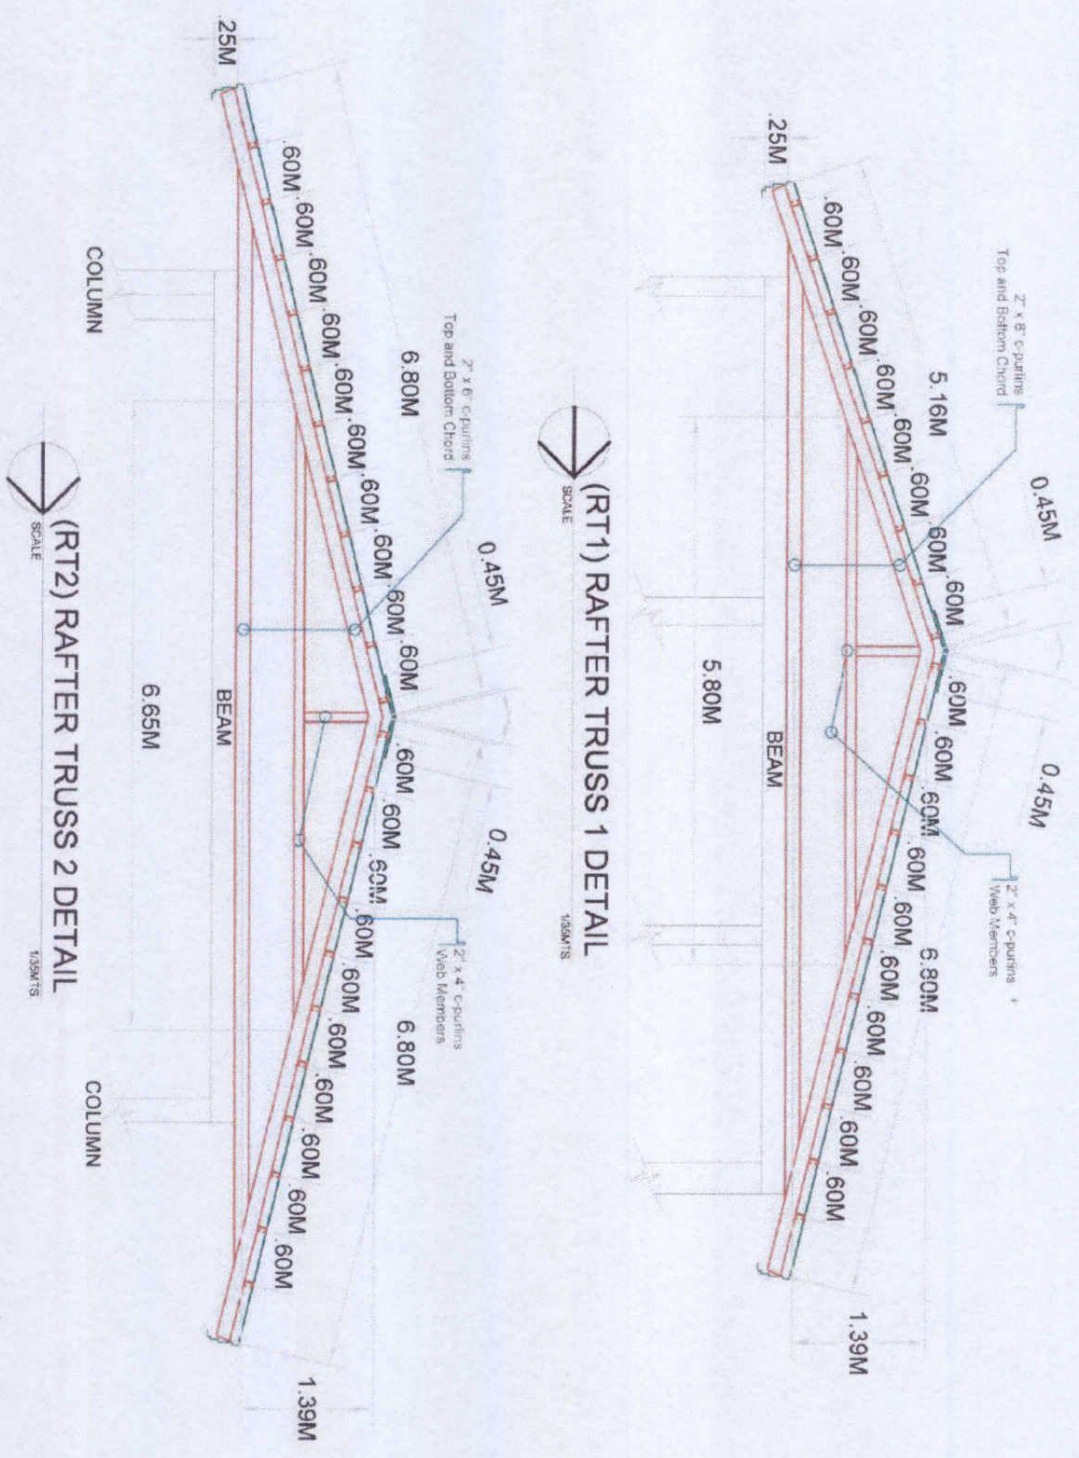 0.45M
0.45M
2" x 6" c-purlins
Top and Bottom Chord
2" x 4" c-purlins
Web Members
5.16M
6.80M
.60M .60M .60M .60M .60M .60M .60M .60M
.60M .60M .60M .60M .60M .60M .60M .60M .60M .60M
.25M
1.39M
BEAM
5.80M
(RT1) RAFTER TRUSS 1 DETAIL
SCALE
1/35MTS
0.45M
0.45M
2" x 6" c-purlins
Top and Bottom Chord
2" x 4" c-purlins
Web Members
6.80M
6.80M
.60M .60M .60M .60M .60M .60M .60M .60M .60M .60M
.60M .60M .60M .60M .60M .60M .60M .60M .60M .60M
.25M
1.39M
BEAM
6.65M
COLUMN
COLUMN
(RT2) RAFTER TRUSS 2 DETAIL
SCALE
1/35MTS